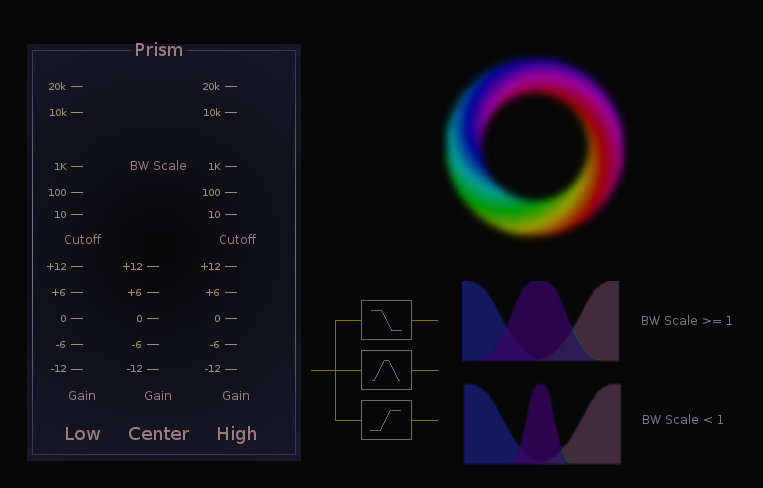 Prism
20k 20k
10k 10k
1K BW Scale 1K
100 100
10 10
Cutoff Cutoff
+12 +12 +12
+6 +6 +6
0 0 0
-6 -6 -6
-12 -12 -12
Gain Gain Gain
Low Center High
BW Scale >= 1
BW Scale < 1